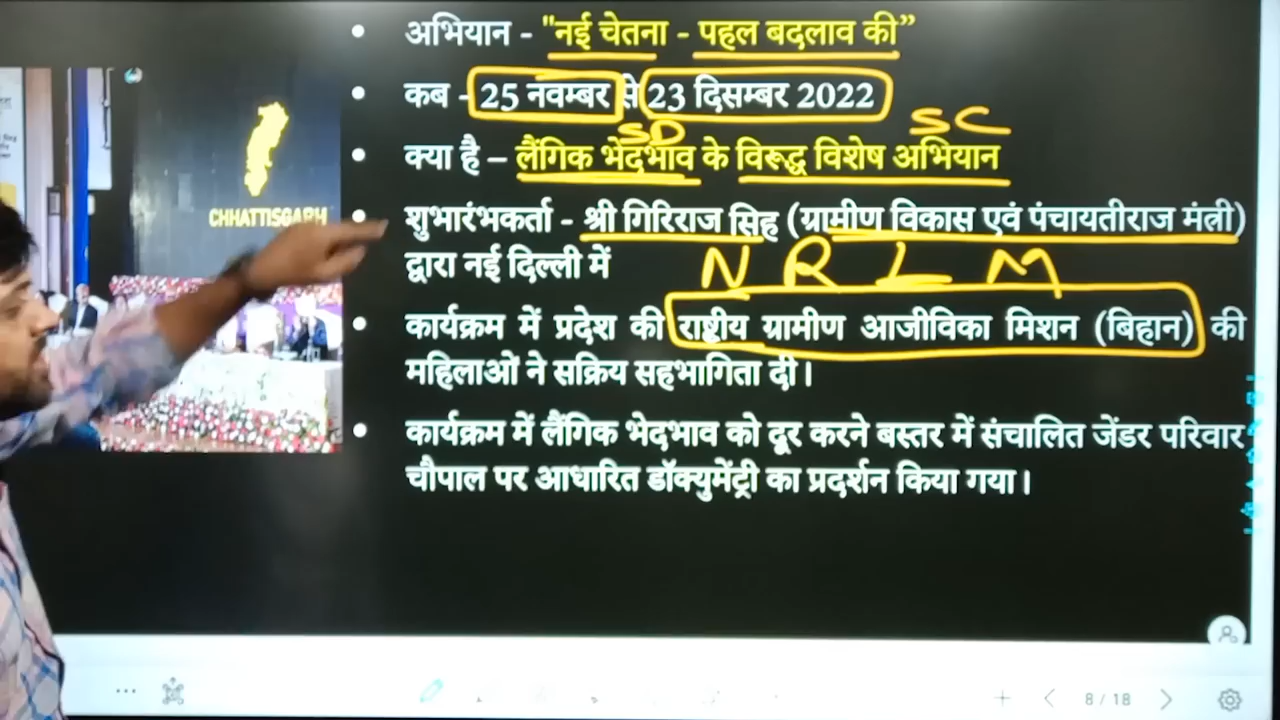 अभियान - "नई चेतना - पहल बदलाव की”
कब - 25 नवम्बर से 23 दिसम्बर 2022
SD
SC
क्या है – लैंगिक भेदभाव के विरूद्ध विशेष अभियान
CHHATTISGARH
शुभारंभकर्ता - श्री गिरिराज सिंह (ग्रामीण विकास एवं पंचायतीराज मंत्री)
द्वारा नई दिल्ली में
N R L M
कार्यक्रम में प्रदेश की राष्ट्रीय ग्रामीण आजीविका मिशन (बिहान) की
महिलाओं ने सक्रिय सहभागिता दी।
कार्यक्रम में लैंगिक भेदभाव को दूर करने बस्तर में संचालित जेंडर परिवार
चौपाल पर आधारित डॉक्युमेंट्री का प्रदर्शन किया गया।
8 / 18